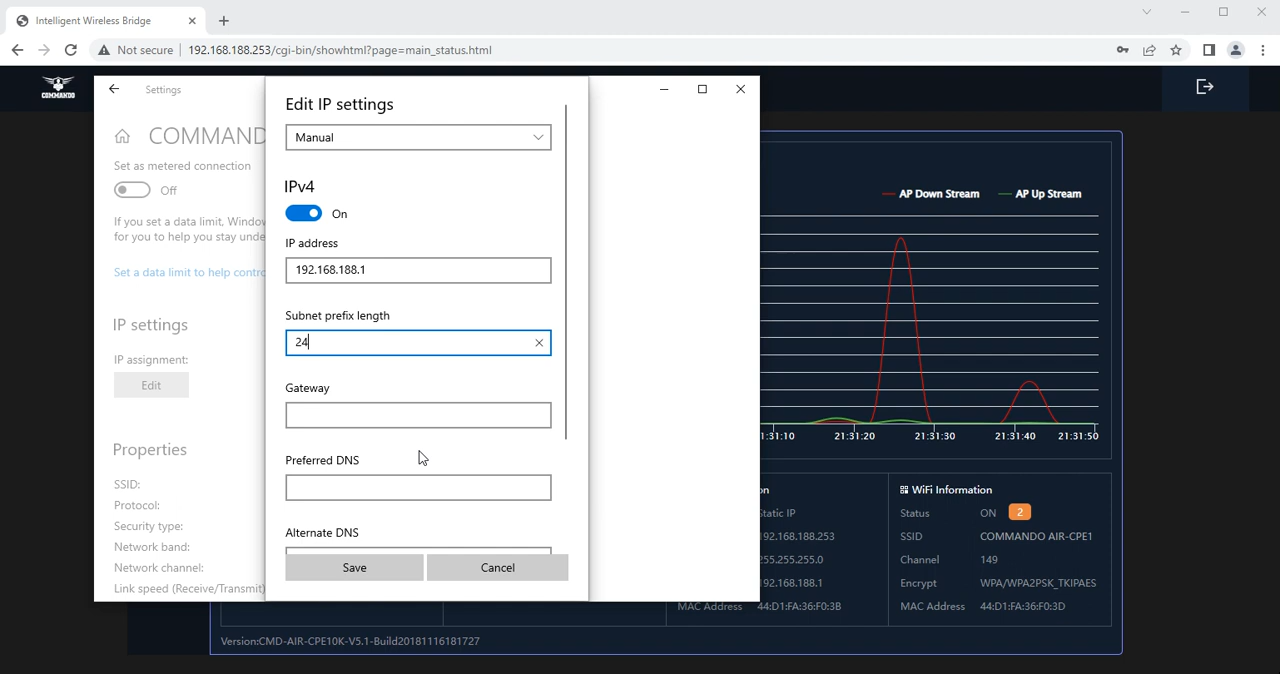 Intelligent Wireless Bridge
Not secure
192.168.188.253/cgi-bin/showhtml?page=main_status.html
COMMANDO
Settings
COMMAND
Set as metered connection
Off
If you set a data limit, Windov
for you to help you stay unde
Set a data limit to help contro
IP settings
IP assignment:
Edit
Properties
SSID:
Protocol:
Security type:
Network band:
Network channel:
Link speed (Receive/Transmit)
Edit IP settings
Manual
IPv4
On
IP address
192.168.188.1
Subnet prefix length
24
Gateway
Preferred DNS
Alternate DNS
Save
Cancel
AP Down Stream
AP Up Stream
1:31:10
21:31:20
21:31:30
21:31:40
21:31:50
on
Static IP
192.168.188.253
255.255.255.0
192.168.188.1
MAC Address 44:D1:FA:36:F0:3B
WiFi Information
Status ON 2
SSID COMMANDO AIR-CPE1
Channel 149
Encrypt WPA/WPA2PSK_TKIPAES
MAC Address 44:D1:FA:36:F0:3D
Version:CMD-AIR-CPE10K-V5.1-Build20181116181727